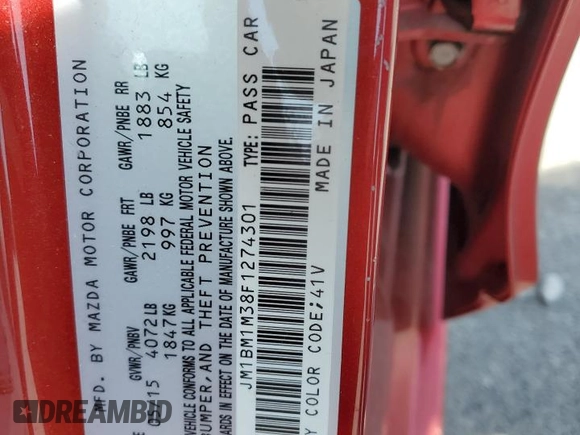 MFD. BY MAZDA MOTOR CORPORATION
GVWR/PNBV GAWR/PNBE FRT GAWR/PNBE RR
15 4072LB 2198 LB 1883 LB
1847KG 997 KG 854 KG
VEHICLE CONFORMS TO ALL APPLICABLE FEDERAL MOTOR VEHICLE SAFETY
BUMPER, AND THEFT PREVENTION
ARDS IN EFFECT ON THE DATE OF MANUFACTURE SHOWN ABOVE.
JM1BM1M38F1274301 TYPE: PASS CAR
Y COLOR CODE:41V MADE IN JAPAN
DREAMBID